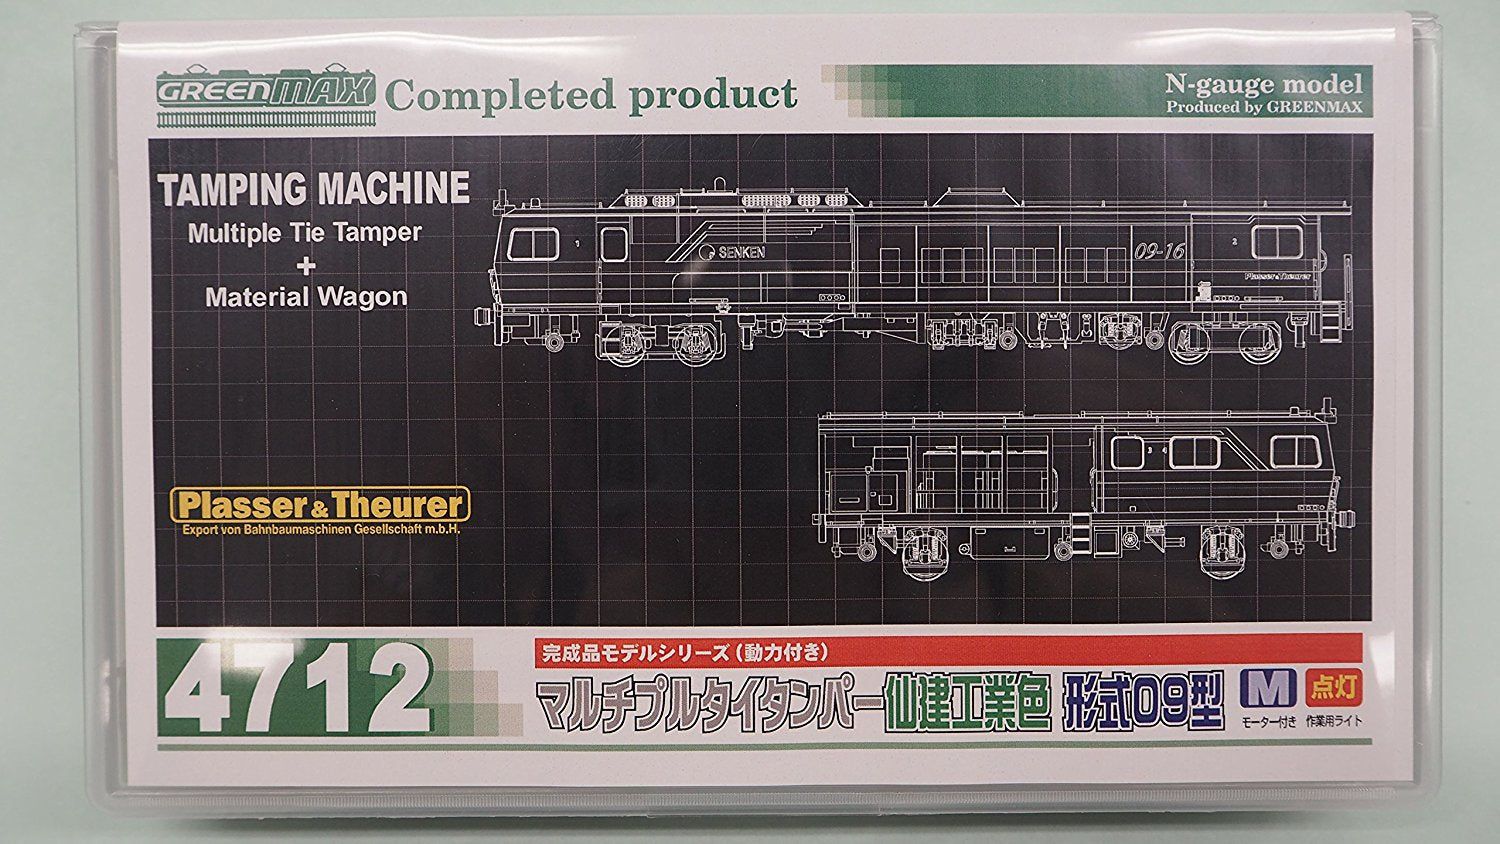 GREENMAX Completed product
N-gauge model
Produced by GREENMAX
TAMPING MACHINE
Multiple Tie Tamper
+
Material Wagon
1
SENKEN
09-16
2
Plasser&Theurer
3 4
Plasser & Theurer
Export von Bahnbaumaschinen Gesellschaft m.b.H.
4712
完成品モデルシリーズ(動力付き)
マルチプルタイタンパー仙建工業色 形式09型
M
モーター付き
点灯
作業用ライト